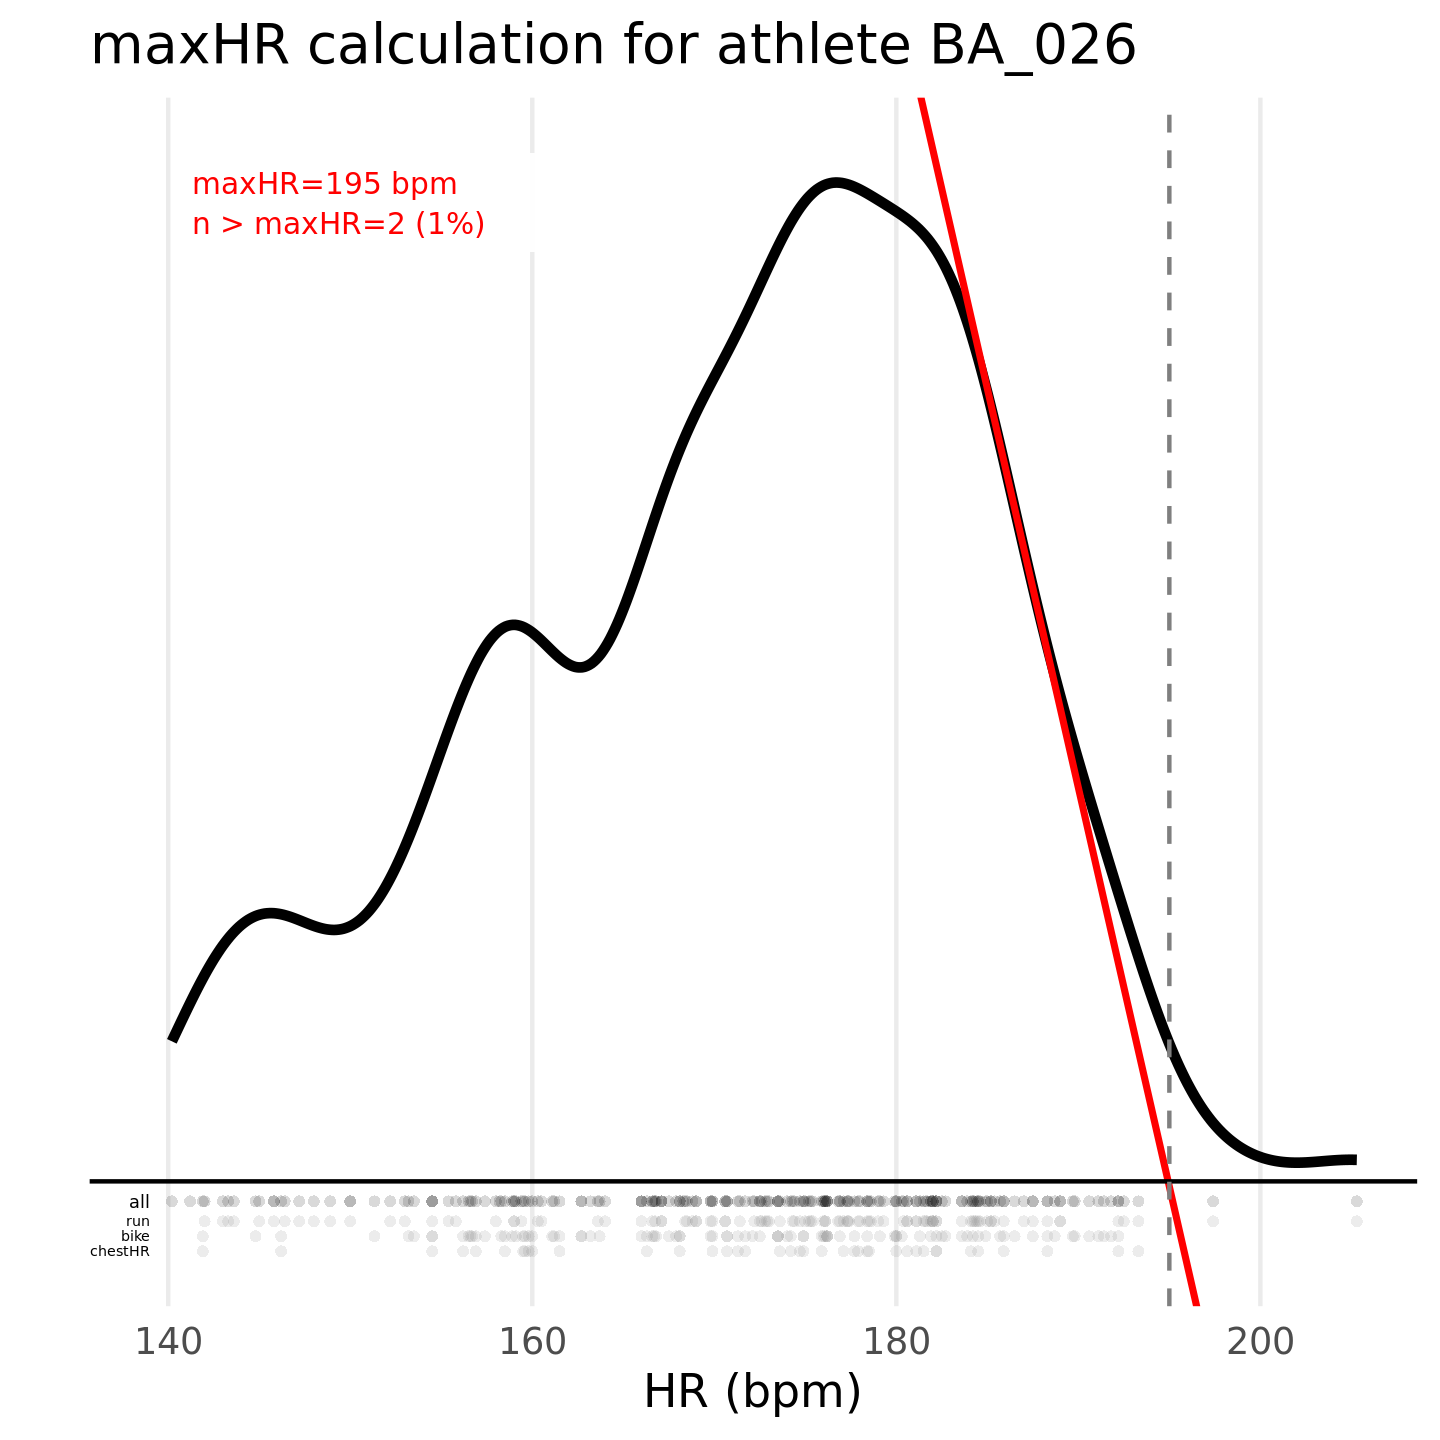 maxHR calculation for athlete BA_026
maxHR=195 bpm
n > maxHR=2 (1%)
all
run
bike
chestHR
140 160 180 200
HR (bpm)